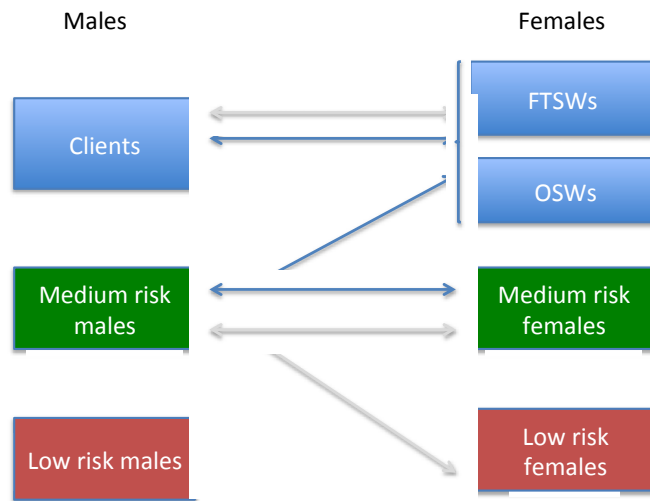 Males
Females
FTSWs
Clients
OSWs
Medium risk
males
Medium risk
females
Low risk males
Low risk
females